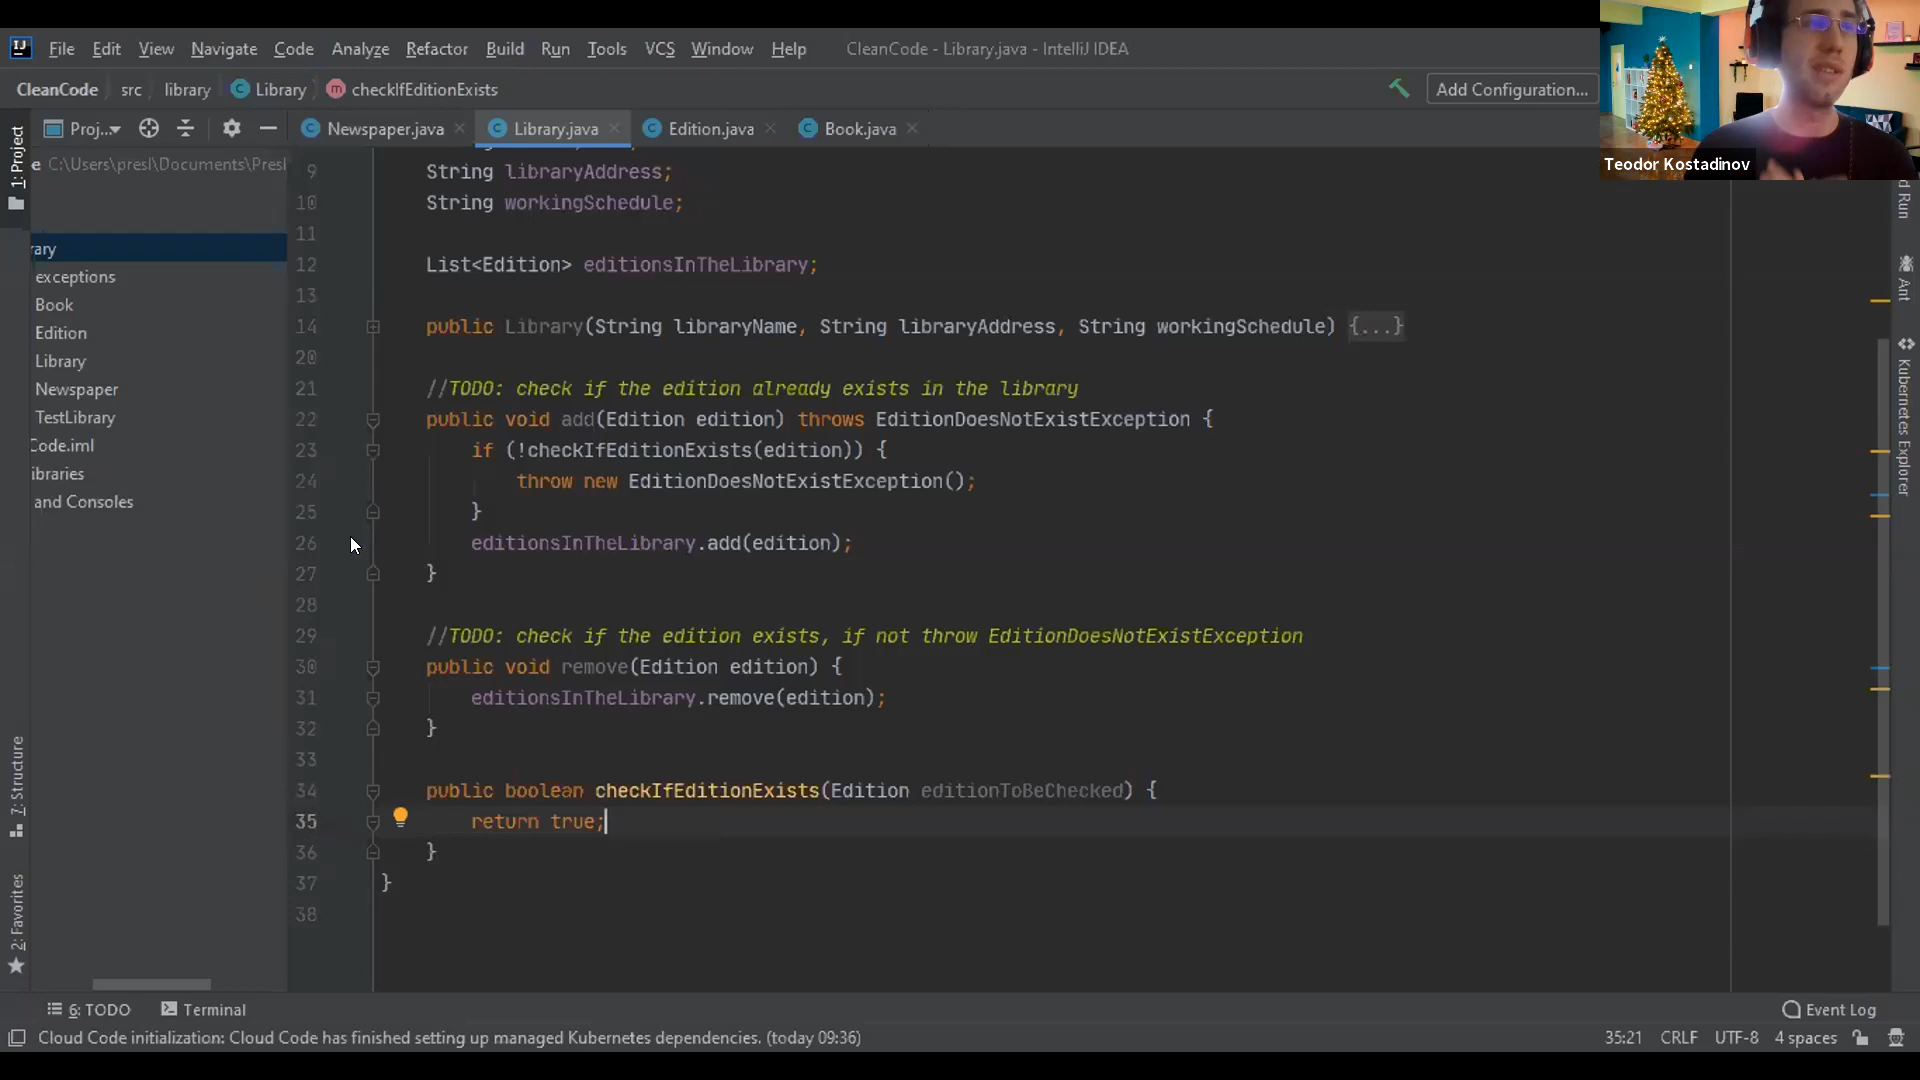 File Edit View Navigate Code Analyze Refactor Build Run Tools VCS Window Help CleanCode - Library.java - IntelliJ IDEA
CleanCode src library Library checkIfEditionExists Add Configuration...
Teodor Kostadinov
Proj... Newspaper.java Library.java Edition.java Book.java
1: Project
e C:\Users\presl\Documents\Presl
rary
exceptions
Book
Edition
Library
Newspaper
TestLibrary
Code.iml
ibraries
and Consoles
7: Structure
2: Favorites
9 String libraryAddress;
10 String workingSchedule;
11
12 List<Edition> editionsInTheLibrary;
13
14 public Library(String libraryName, String libraryAddress, String workingSchedule) {...}
20
21 //TODO: check if the edition already exists in the library
22 public void add(Edition edition) throws EditionDoesNotExistException {
23 if (!checkIfEditionExists(edition)) {
24 throw new EditionDoesNotExistException();
25 }
26 editionsInTheLibrary.add(edition);
27 }
28
29 //TODO: check if the edition exists, if not throw EditionDoesNotExistException
30 public void remove(Edition edition) {
31 editionsInTheLibrary.remove(edition);
32 }
33
34 public boolean checkIfEditionExists(Edition editionToBeChecked) {
35 return true;
36 }
37 }
38
d Run
Ant
Kubernetes Explorer
6: TODO Terminal Event Log
Cloud Code initialization: Cloud Code has finished setting up managed Kubernetes dependencies. (today 09:36) 35:21 CRLF UTF-8 4 spaces